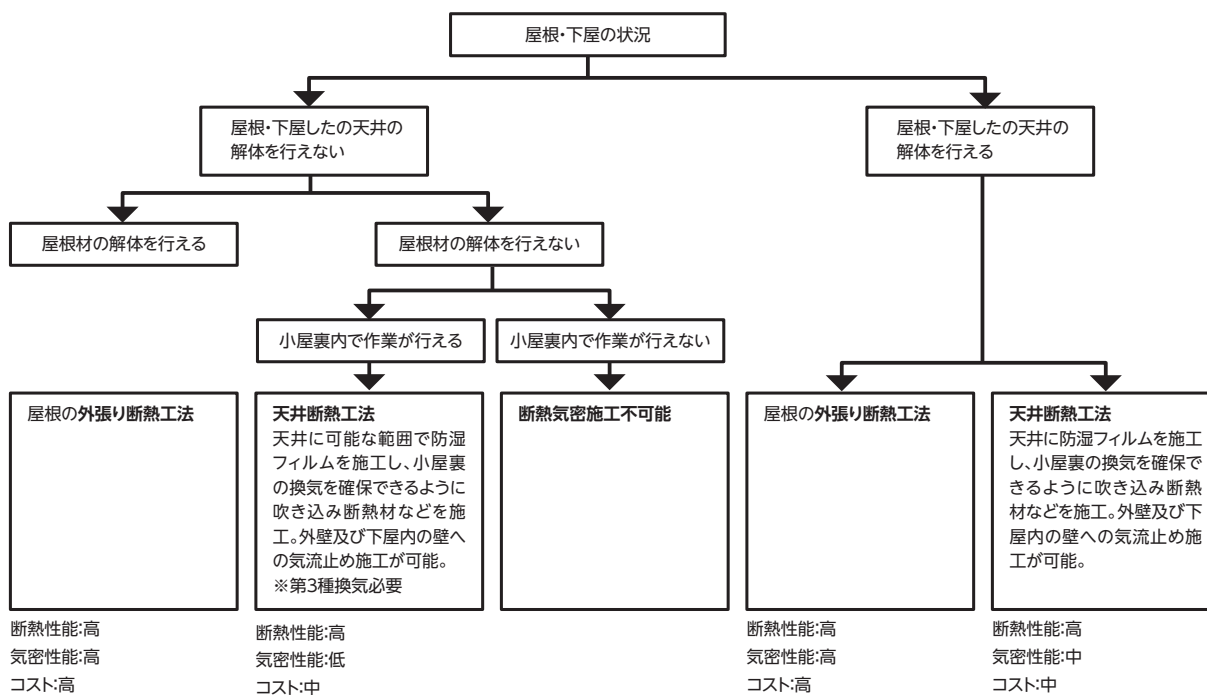 屋根・下屋の状況
屋根・下屋したの天井の
解体を行えない
屋根・下屋したの天井の
解体を行える
屋根材の解体を行える
屋根材の解体を行えない
小屋裏内で作業が行える
小屋裏内で作業が行えない
屋根の外張り断熱工法
断熱性能:高
気密性能:高
コスト:高
天井断熱工法
天井に可能な範囲で防湿
フィルムを施工し、小屋裏
の換気を確保できるように
吹き込み断熱材などを施
工。外壁及び下屋内の壁へ
の気流止め施工が可能。
※第3種換気必要
断熱性能:高
気密性能:低
コスト:中
断熱気密施工不可能
屋根の外張り断熱工法
断熱性能:高
気密性能:高
コスト:高
天井断熱工法
天井に防湿フィルムを施工
し、小屋裏の換気を確保で
きるように吹き込み断熱
材などを施工。外壁及び下
屋内の壁への気流止め施
工が可能。
断熱性能:高
気密性能:中
コスト:中